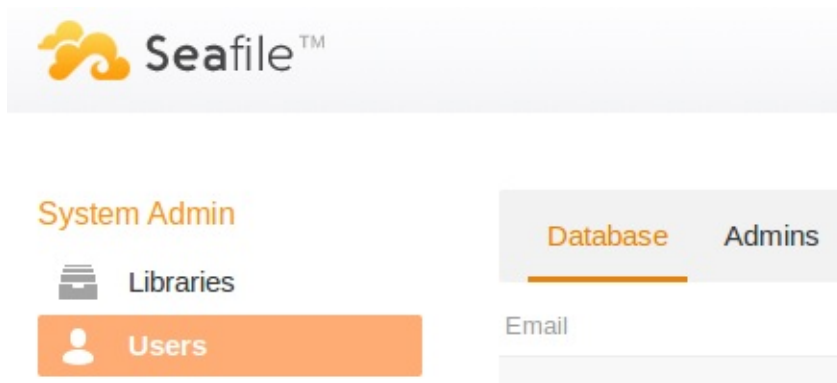 Seafile™
System Admin
Libraries
Users
Database Admins
Email